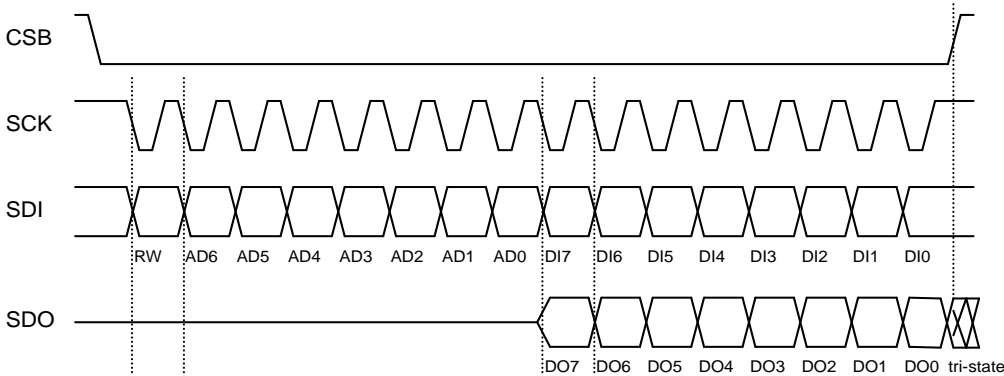 CSB
SCK
SDI
RW AD6 AD5 AD4 AD3 AD2 AD1 AD0 DI7 DI6 DI5 DI4 DI3 DI2 DI1 DI0
SDO
DO7 DO6 DO5 DO4 DO3 DO2 DO1 DO0 tri-state